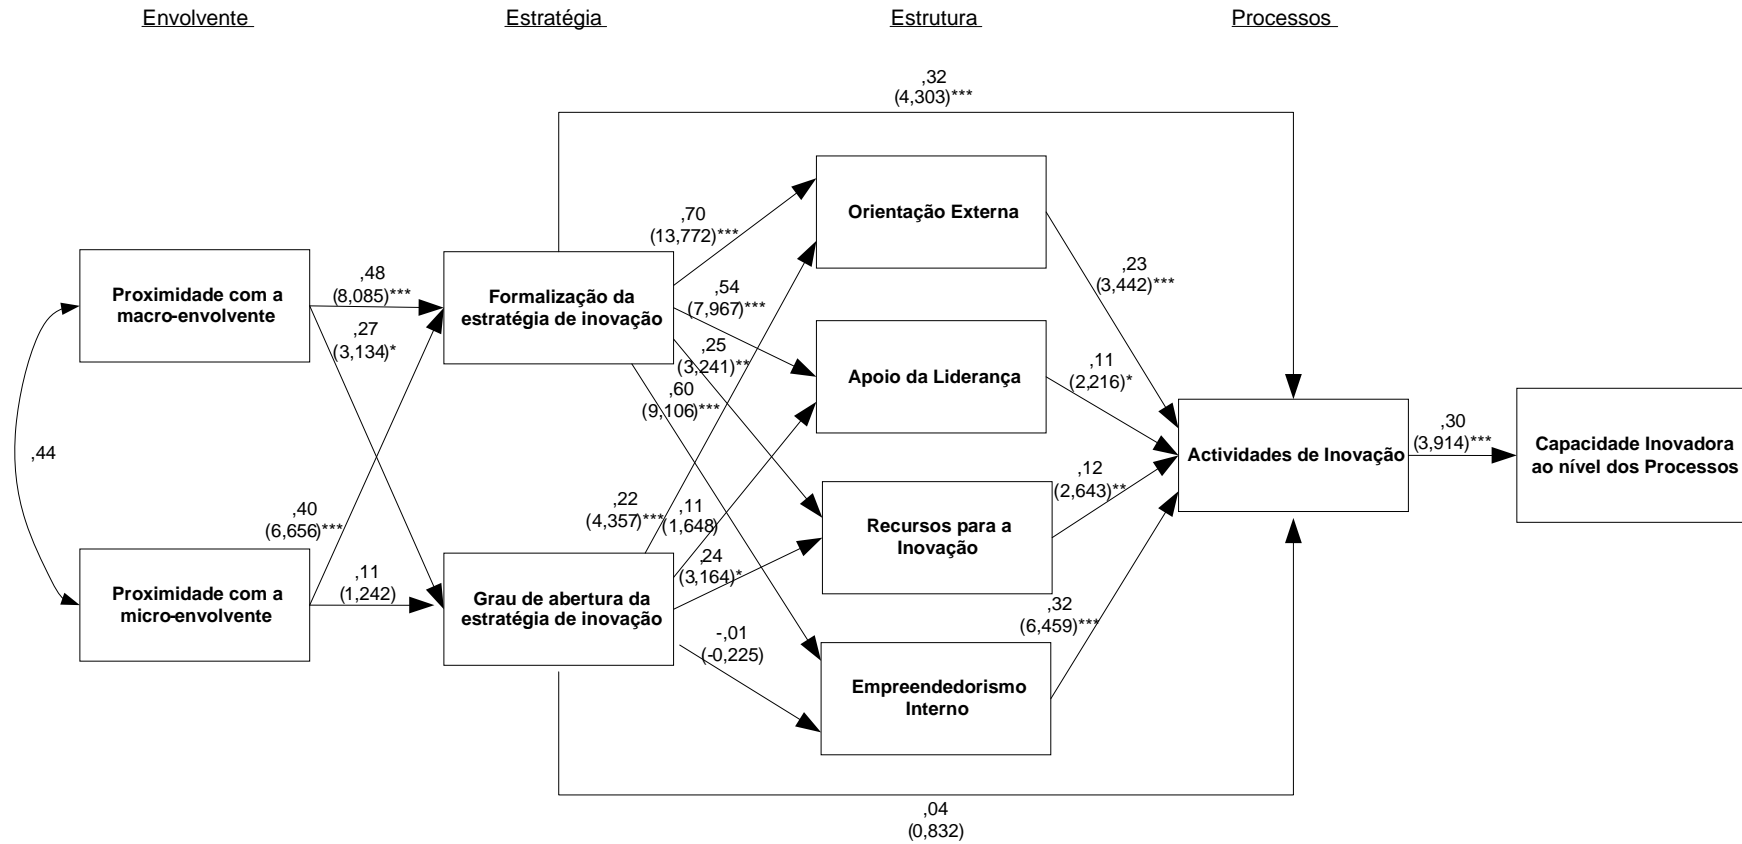 Envolvente
Estratégia
Estrutura
Processos
,32
(4,303)***
,70
(13,772)***
Orientação Externa
,23
(3,442)***
Proximidade com a
macro-envolvente
,48
(8,085)***
,27
(3,134)*
Formalização da
estratégia de inovação
,54
(7,967)***
,25
(3,241)**
,60
(9,106)***
Apoio da Liderança
,11
(2,216)*
,44
Actividades de Inovação
,30
(3,914)***
Capacidade Inovadora
ao nível dos Processos
,40
(6,656)***
,22
(4,357)***
,11
(1,648)
Recursos para a
Inovação
,12
(2,643)**
Proximidade com a
micro-envolvente
,11
(1,242)
Grau de abertura da
estratégia de inovação
,24
(3,164)*
-,01
(-0,225)
,32
(6,459)***
Empreendedorismo
Interno
,04
(0,832)